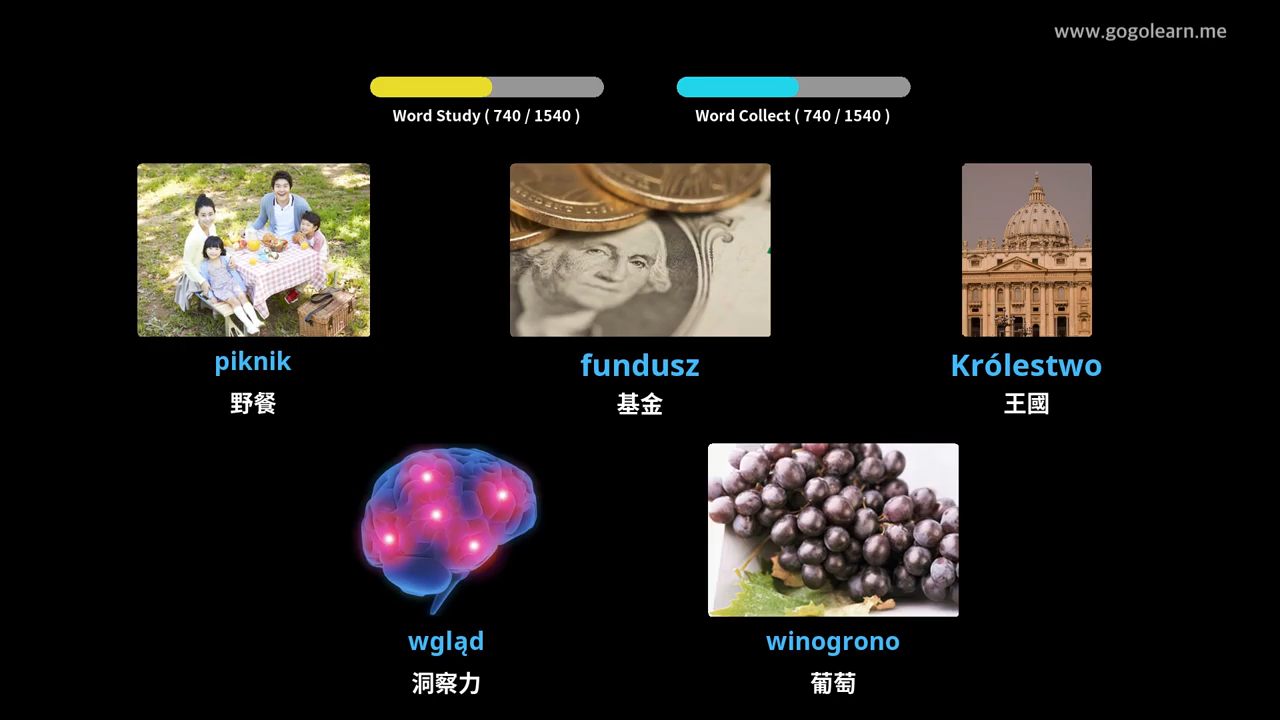 www.gogolearn.me
Word Study ( 740 / 1540 )
Word Collect ( 740 / 1540 )
piknik
野餐
fundusz
基金
Królestwo
王國
wgląd
洞察力
winogrono
葡萄